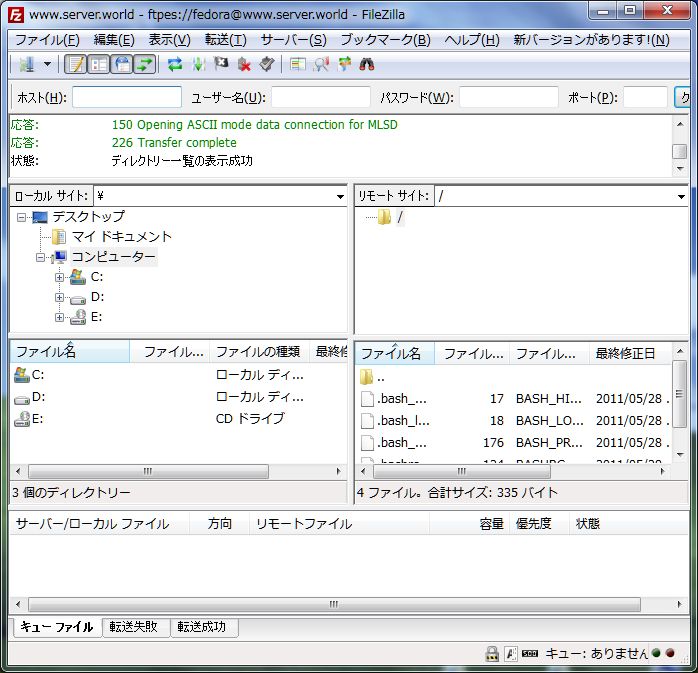 www.server.world - ftpes://fedora@www.server.world - FileZilla
ファイル(F) 編集(E) 表示(V) 転送(T) サーバー(S) ブックマーク(B) ヘルプ(H) 新バージョンがあります!(N)
ホスト(H): ユーザー名(U): パスワード(W): ポート(P):
応答: 150 Opening ASCII mode data connection for MLSD
応答: 226 Transfer complete
状態: ディレクトリー一覧の表示成功
ローカル サイト: ¥
デスクトップ
マイ ドキュメント
コンピューター
C:
D:
E:
リモート サイト: /
/
ファイル名 ファイル... ファイルの種類 最終修
C: ローカル ディ...
D: ローカル ディ...
E: CD ドライブ
3 個のディレクトリー
ファイル名 ファイル... ファイル... 最終修正日
..
.bash_... 17 BASH_HI... 2011/05/28 .
.bash_l... 18 BASH_LO... 2011/05/28 .
.bash_... 176 BASH_PR... 2011/05/28 .
4 ファイル。合計サイズ: 335 バイト
サーバー/ローカル ファイル 方向 リモートファイル 容量 優先度 状態
キュー ファイル 転送失敗 転送成功
キュー: ありません